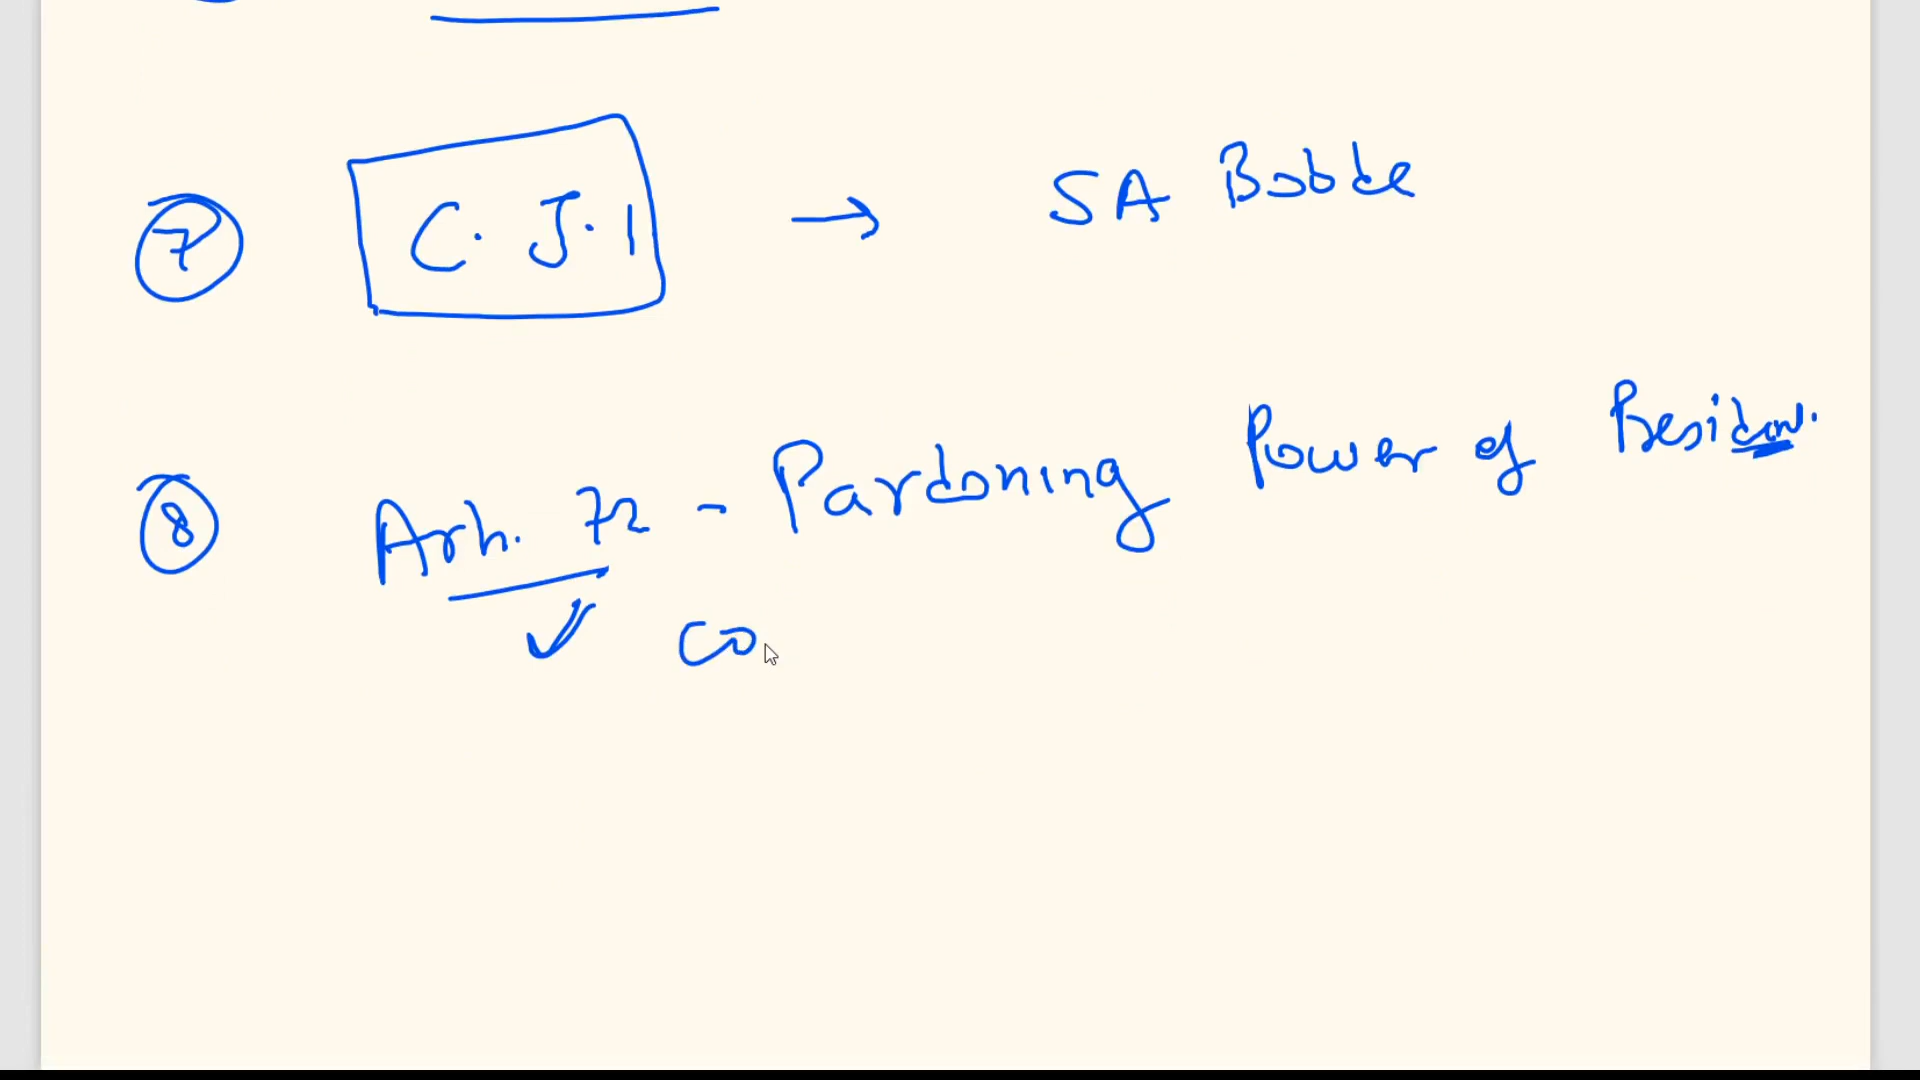 7 C.J.I → SA Bobde
8 Art. 72 - Pardoning Power of President.
✓ co